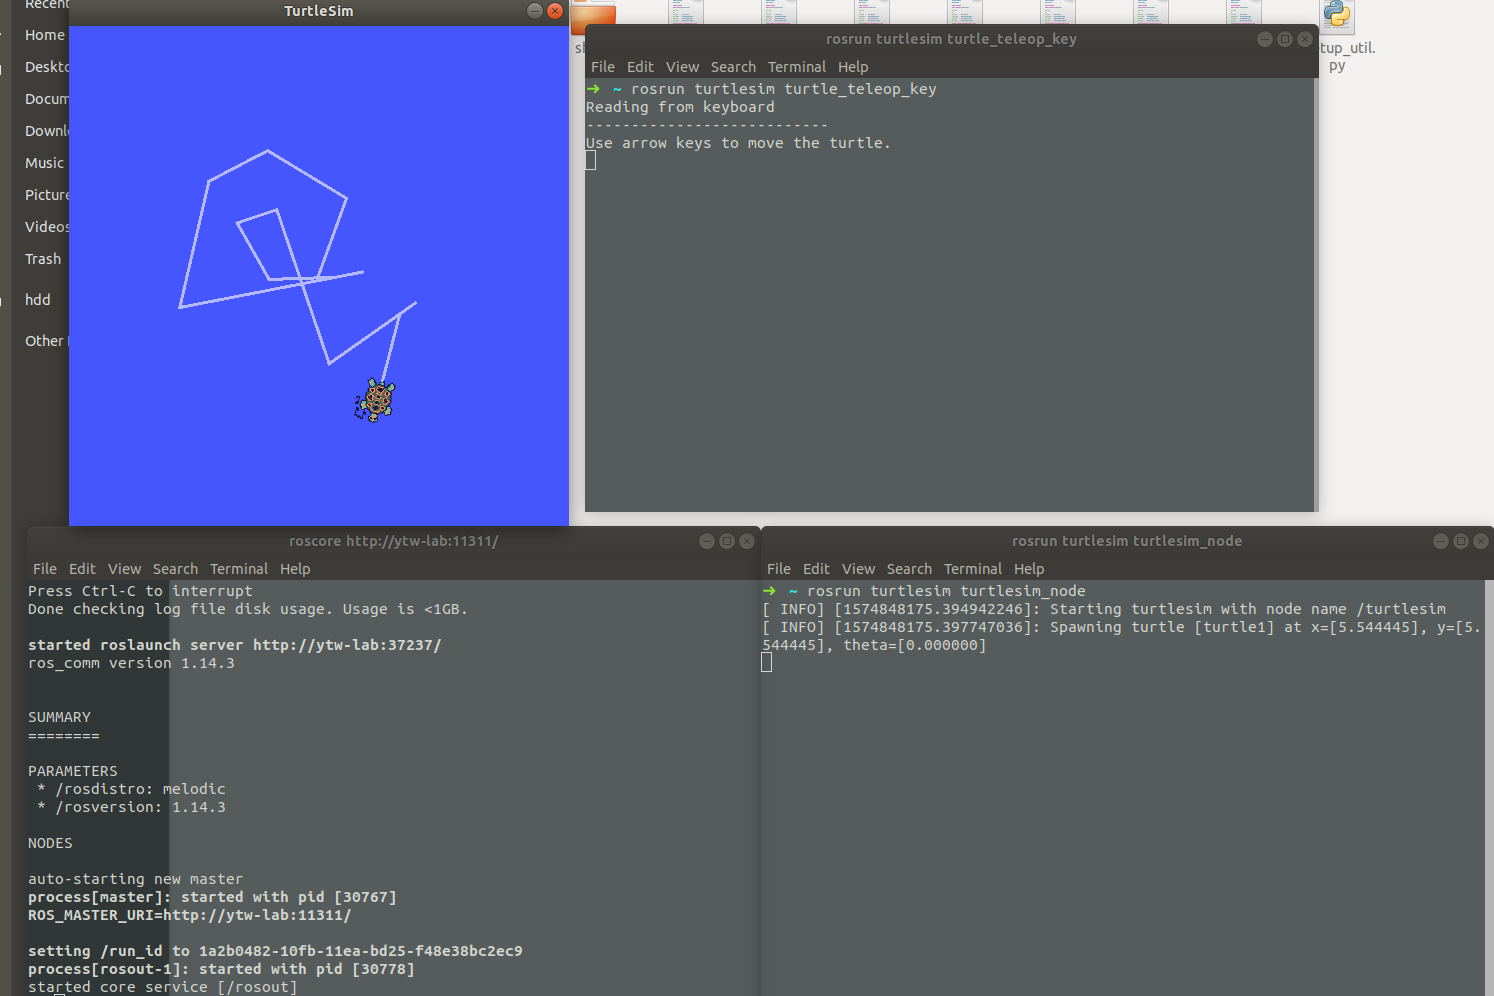 Recent
Home
Deskto
Docum
Downlo
Music
Picture
Videos
Trash
hdd
Other
TurtleSim
tup_util.
py
rosrun turtlesim turtle_teleop_key
File Edit View Search Terminal Help
➜ ~ rosrun turtlesim turtle_teleop_key
Reading from keyboard
---------------------------
Use arrow keys to move the turtle.
roscore http://ytw-lab:11311/
File Edit View Search Terminal Help
Press Ctrl-C to interrupt
Done checking log file disk usage. Usage is <1GB.
started roslaunch server http://ytw-lab:37237/
ros_comm version 1.14.3
SUMMARY
========
PARAMETERS
* /rosdistro: melodic
* /rosversion: 1.14.3
NODES
auto-starting new master
process[master]: started with pid [30767]
ROS_MASTER_URI=http://ytw-lab:11311/
setting /run_id to 1a2b0482-10fb-11ea-bd25-f48e38bc2ec9
process[rosout-1]: started with pid [30778]
started core service [/rosout]
rosrun turtlesim turtlesim_node
File Edit View Search Terminal Help
➜ ~ rosrun turtlesim turtlesim_node
[ INFO] [1574848175.394942246]: Starting turtlesim with node name /turtlesim
[ INFO] [1574848175.397747036]: Spawning turtle [turtle1] at x=[5.544445], y=[5.
544445], theta=[0.000000]